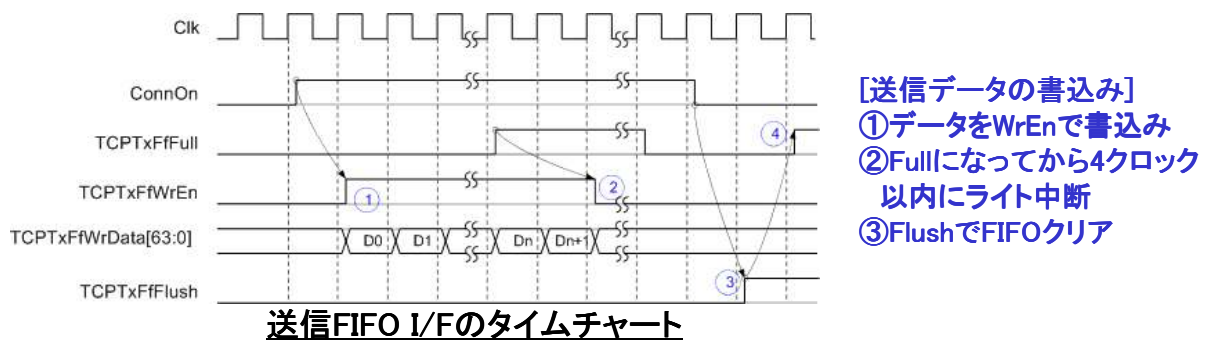 Clk
ConnOn
TCPTxFfFull
TCPTxFfWrEn
TCPTxFfWrData[63:0]
TCPTxFfFlush
D0
D1
Dn
Dn+1
1
2
3
4
[送信データの書込み]
①データをWrEnで書込み
②Fullになってから4クロック
以内にライト中断
③FlushでFIFOクリア
送信FIFO I/Fのタイムチャート